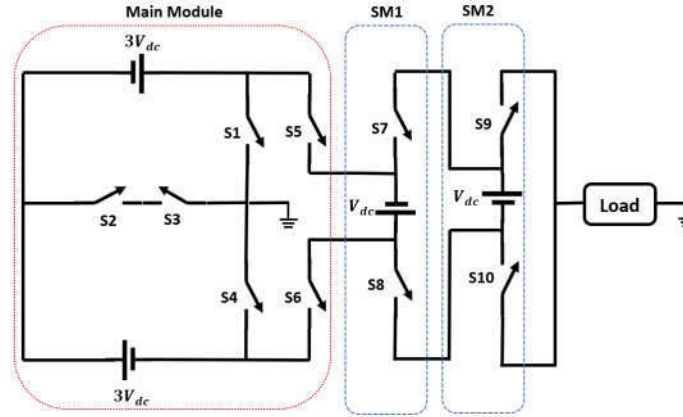 Main Module
SM1
SM2
3V_dc
S1
S5
S7
S9
S2
S3
V_dc
V_dc
Load
S4
S6
S8
S10
3V_dc